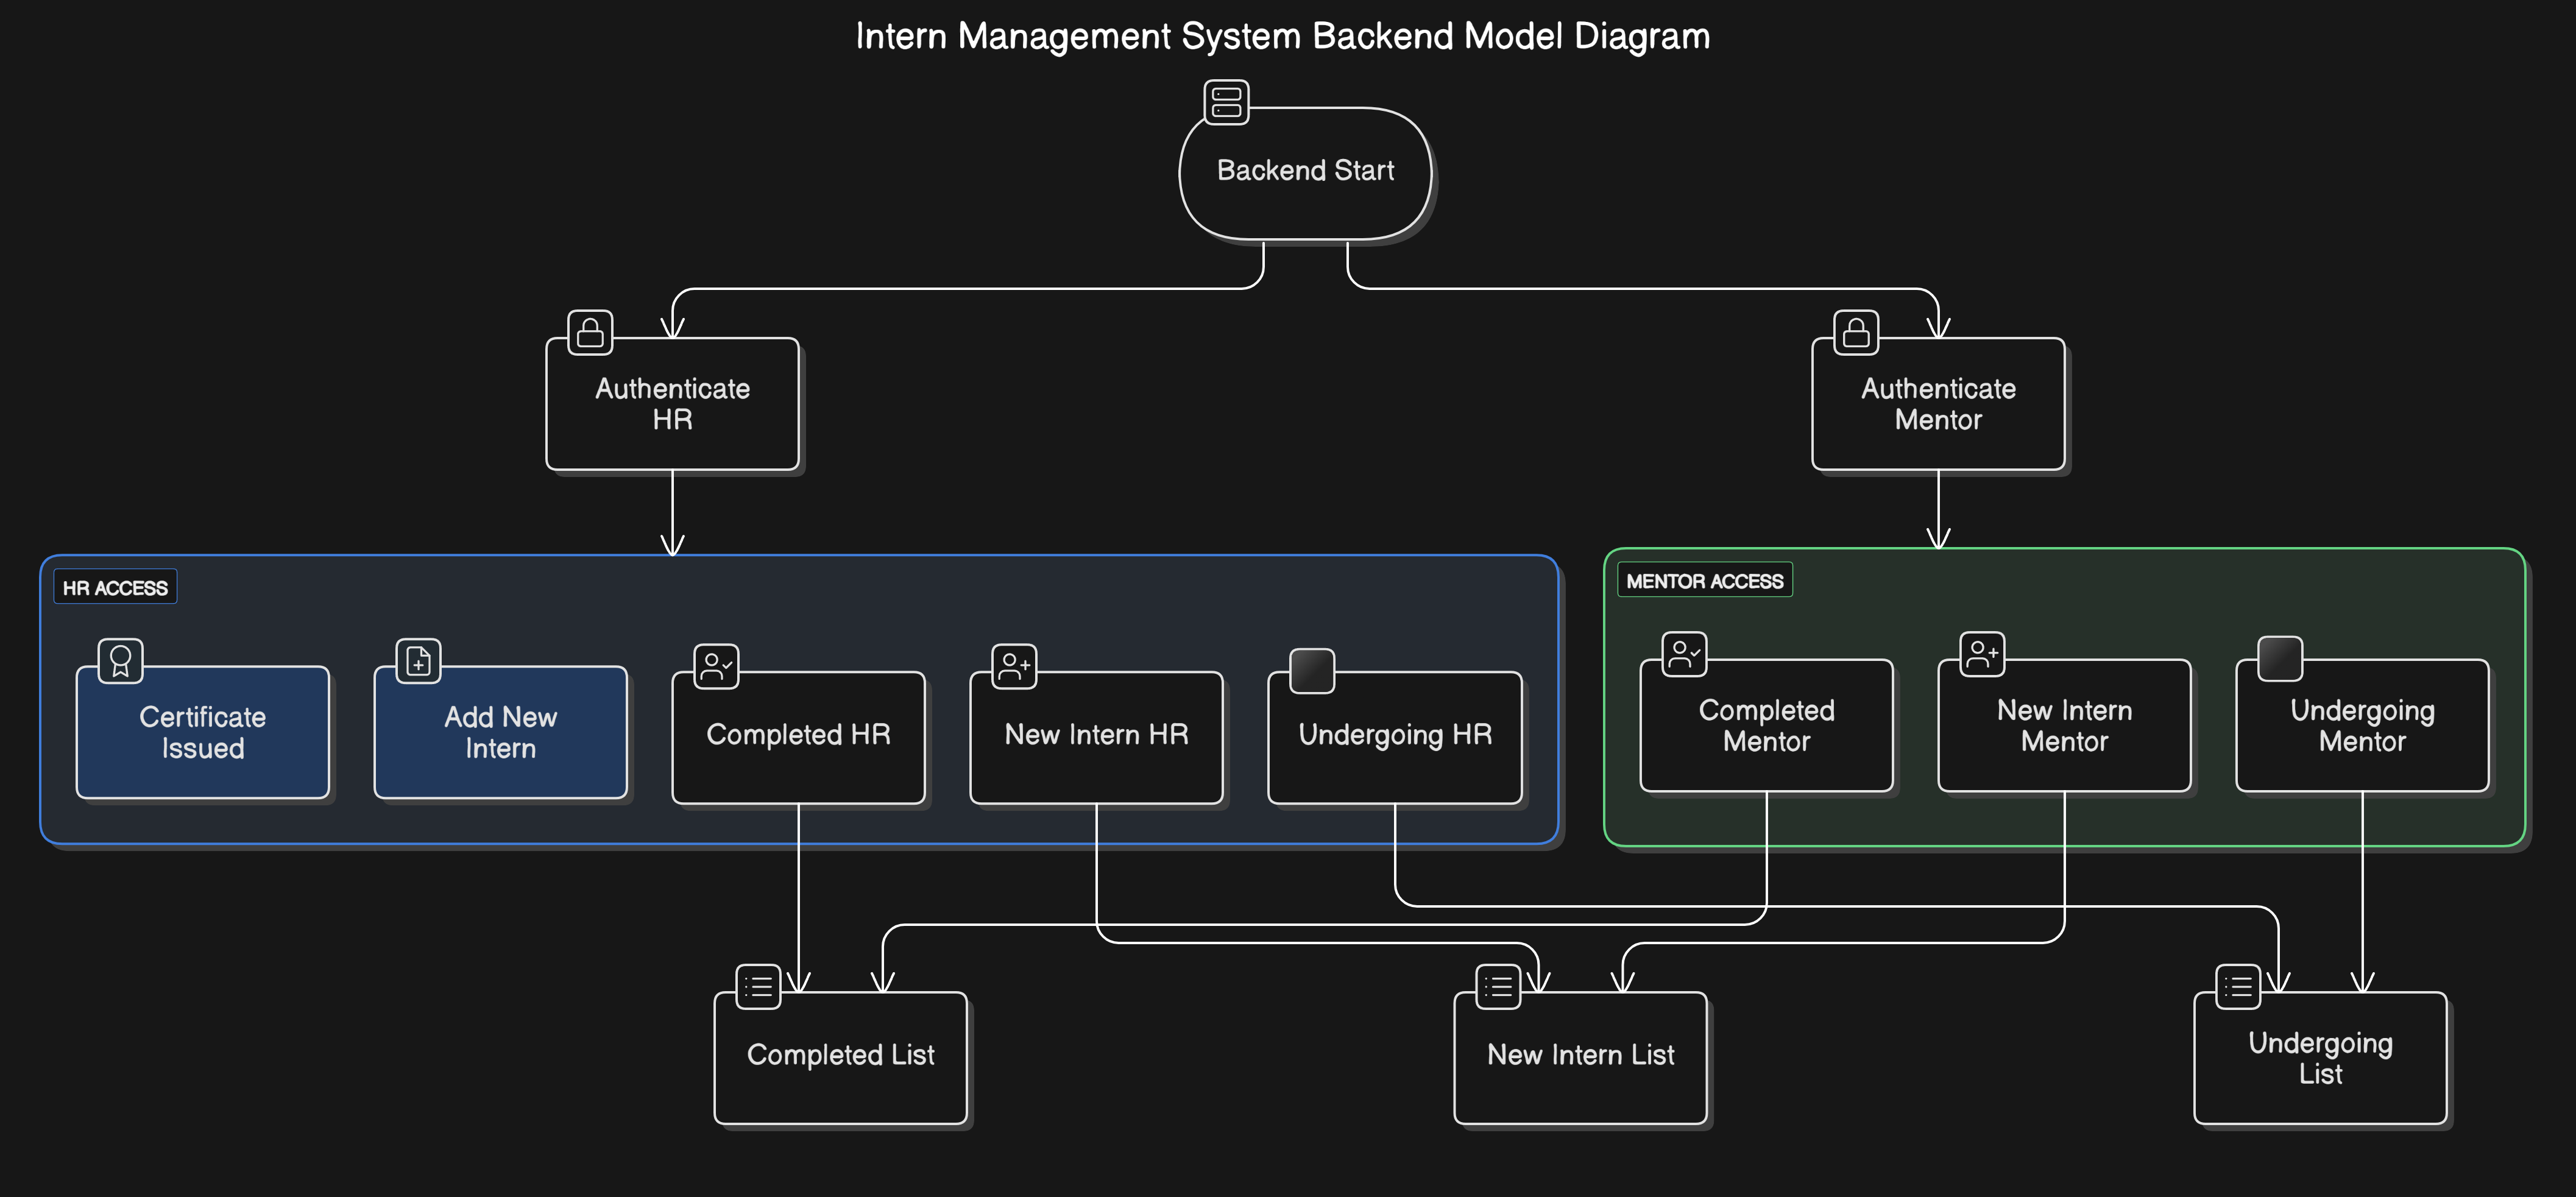 Intern Management System Backend Model Diagram
Backend Start
Authenticate
HR
Authenticate
Mentor
HR ACCESS
Certificate
Issued
Add New
Intern
Completed HR
New Intern HR
Undergoing HR
MENTOR ACCESS
Completed
Mentor
New Intern
Mentor
Undergoing
Mentor
Completed List
New Intern List
Undergoing
List